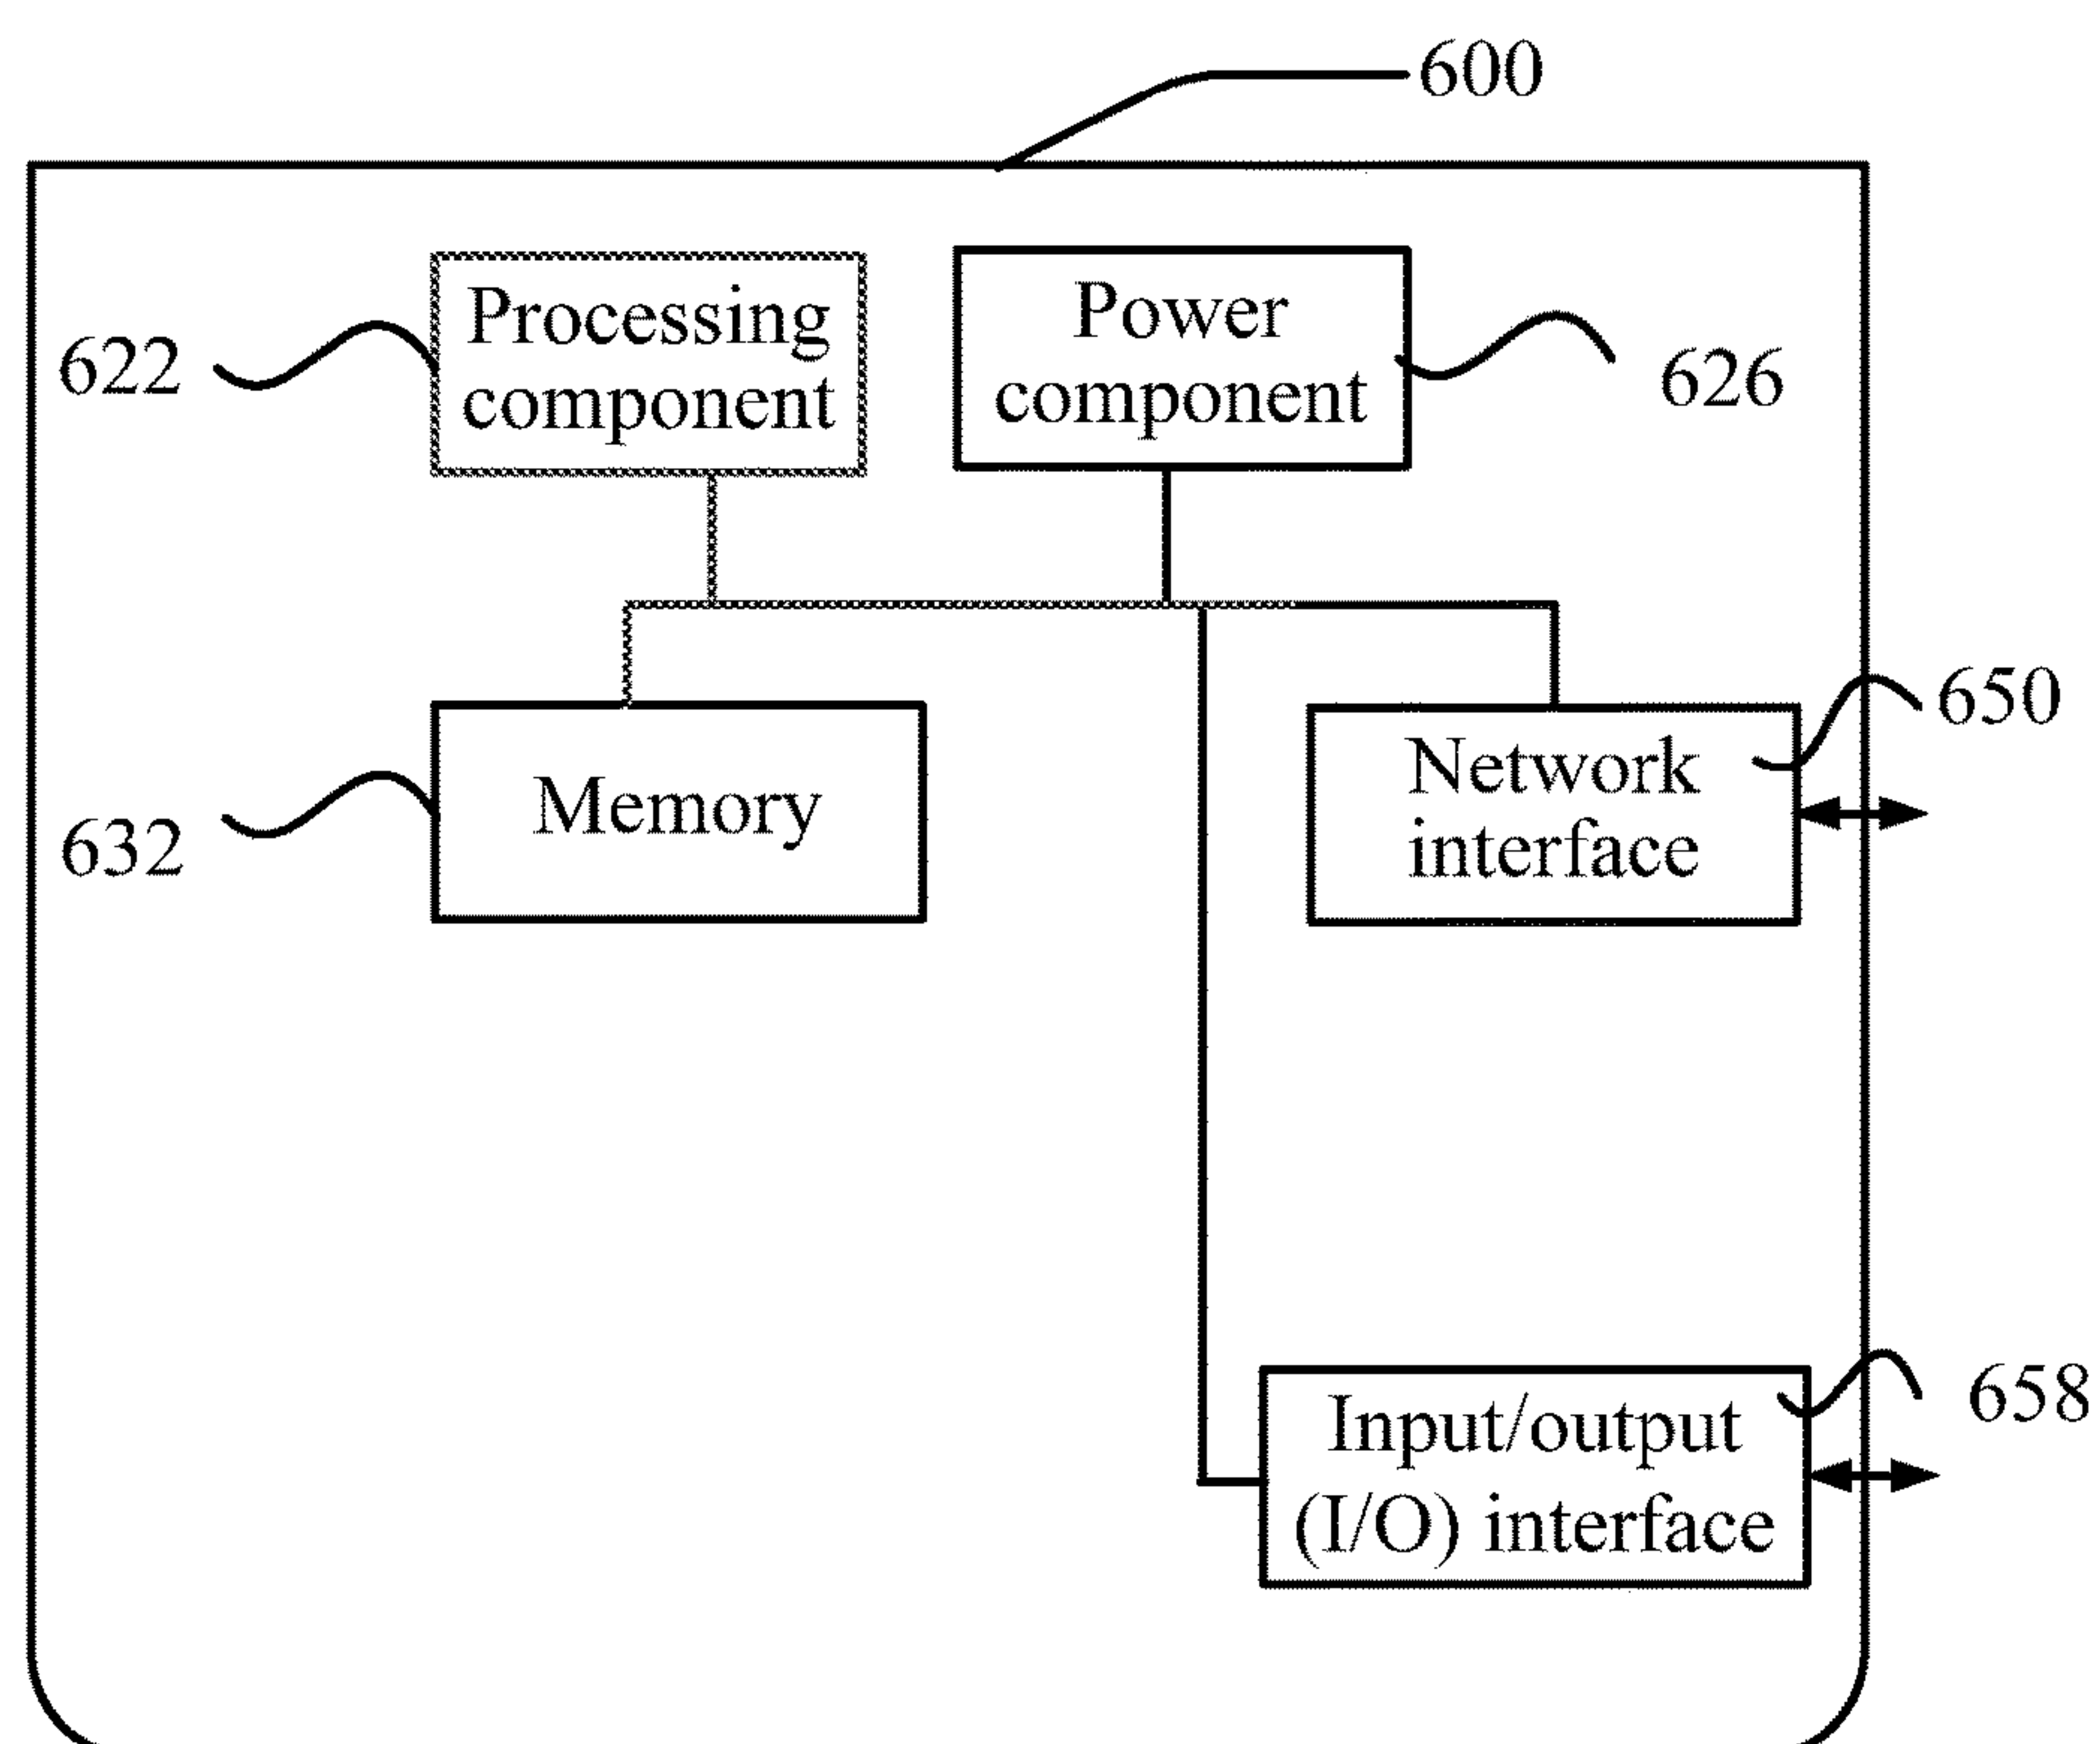 600
Processing
component
622
Power
component
626
Memory
632
Network
interface
650
Input/output
(I/O) interface
658